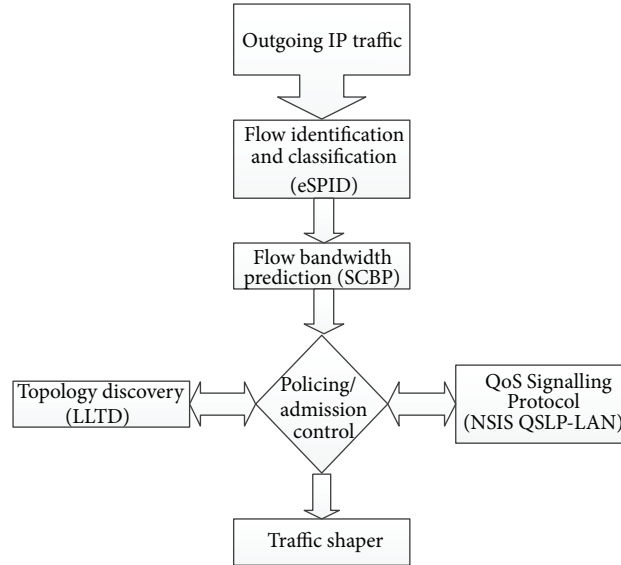 Outgoing IP traffic
Flow identification
and classification
(eSPID)
Flow bandwidth
prediction (SCBP)
Topology discovery
(LLTD)
Policing/
admission
control
QoS Signalling
Protocol
(NSIS QSLP-LAN)
Traffic shaper